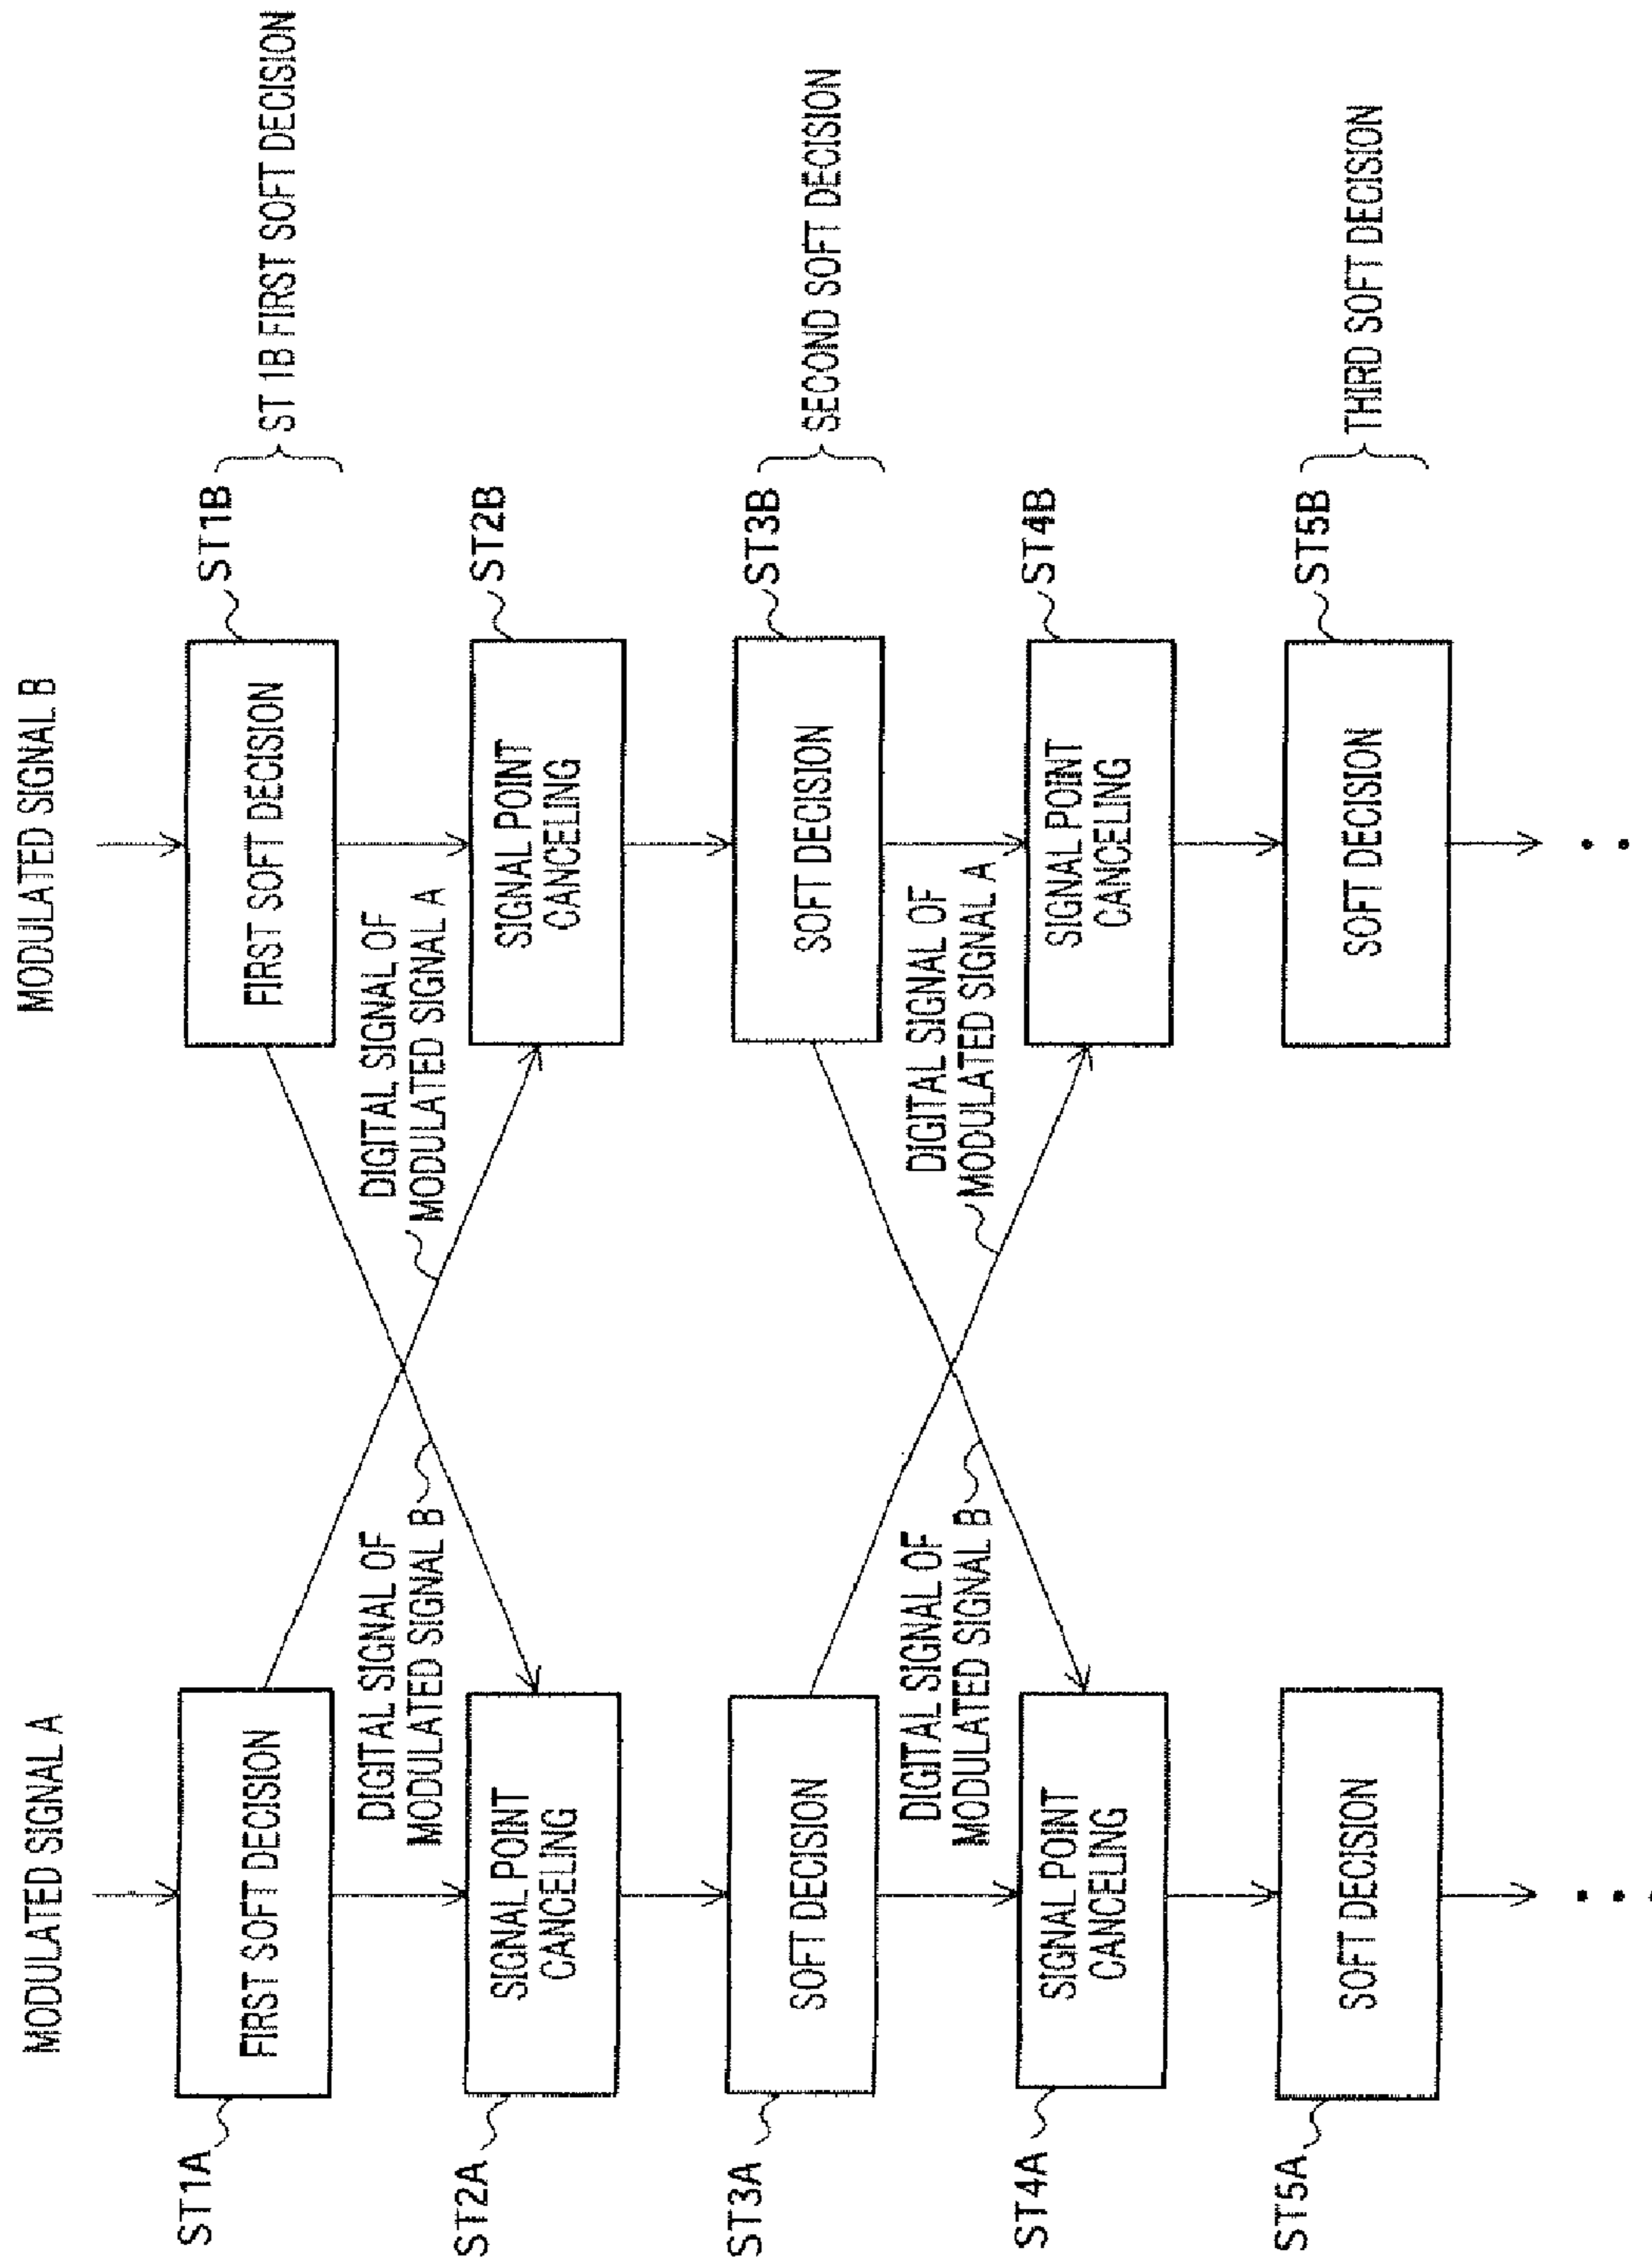 MODULATED SIGNAL A
MODULATED SIGNAL B
ST1A
FIRST SOFT DECISION
FIRST SOFT DECISION
ST1B
ST 1B FIRST SOFT DECISION
DIGITAL SIGNAL OF
MODULATED SIGNAL B
DIGITAL SIGNAL OF
MODULATED SIGNAL A
ST2A
SIGNAL POINT
CANCELING
SIGNAL POINT
CANCELING
ST2B
ST3A
SOFT DECISION
SOFT DECISION
ST3B
SECOND SOFT DECISION
DIGITAL SIGNAL OF
MODULATED SIGNAL B
DIGITAL SIGNAL OF
MODULATED SIGNAL A
ST4A
SIGNAL POINT
CANCELING
SIGNAL POINT
CANCELING
ST4B
ST5A
SOFT DECISION
SOFT DECISION
ST5B
THIRD SOFT DECISION